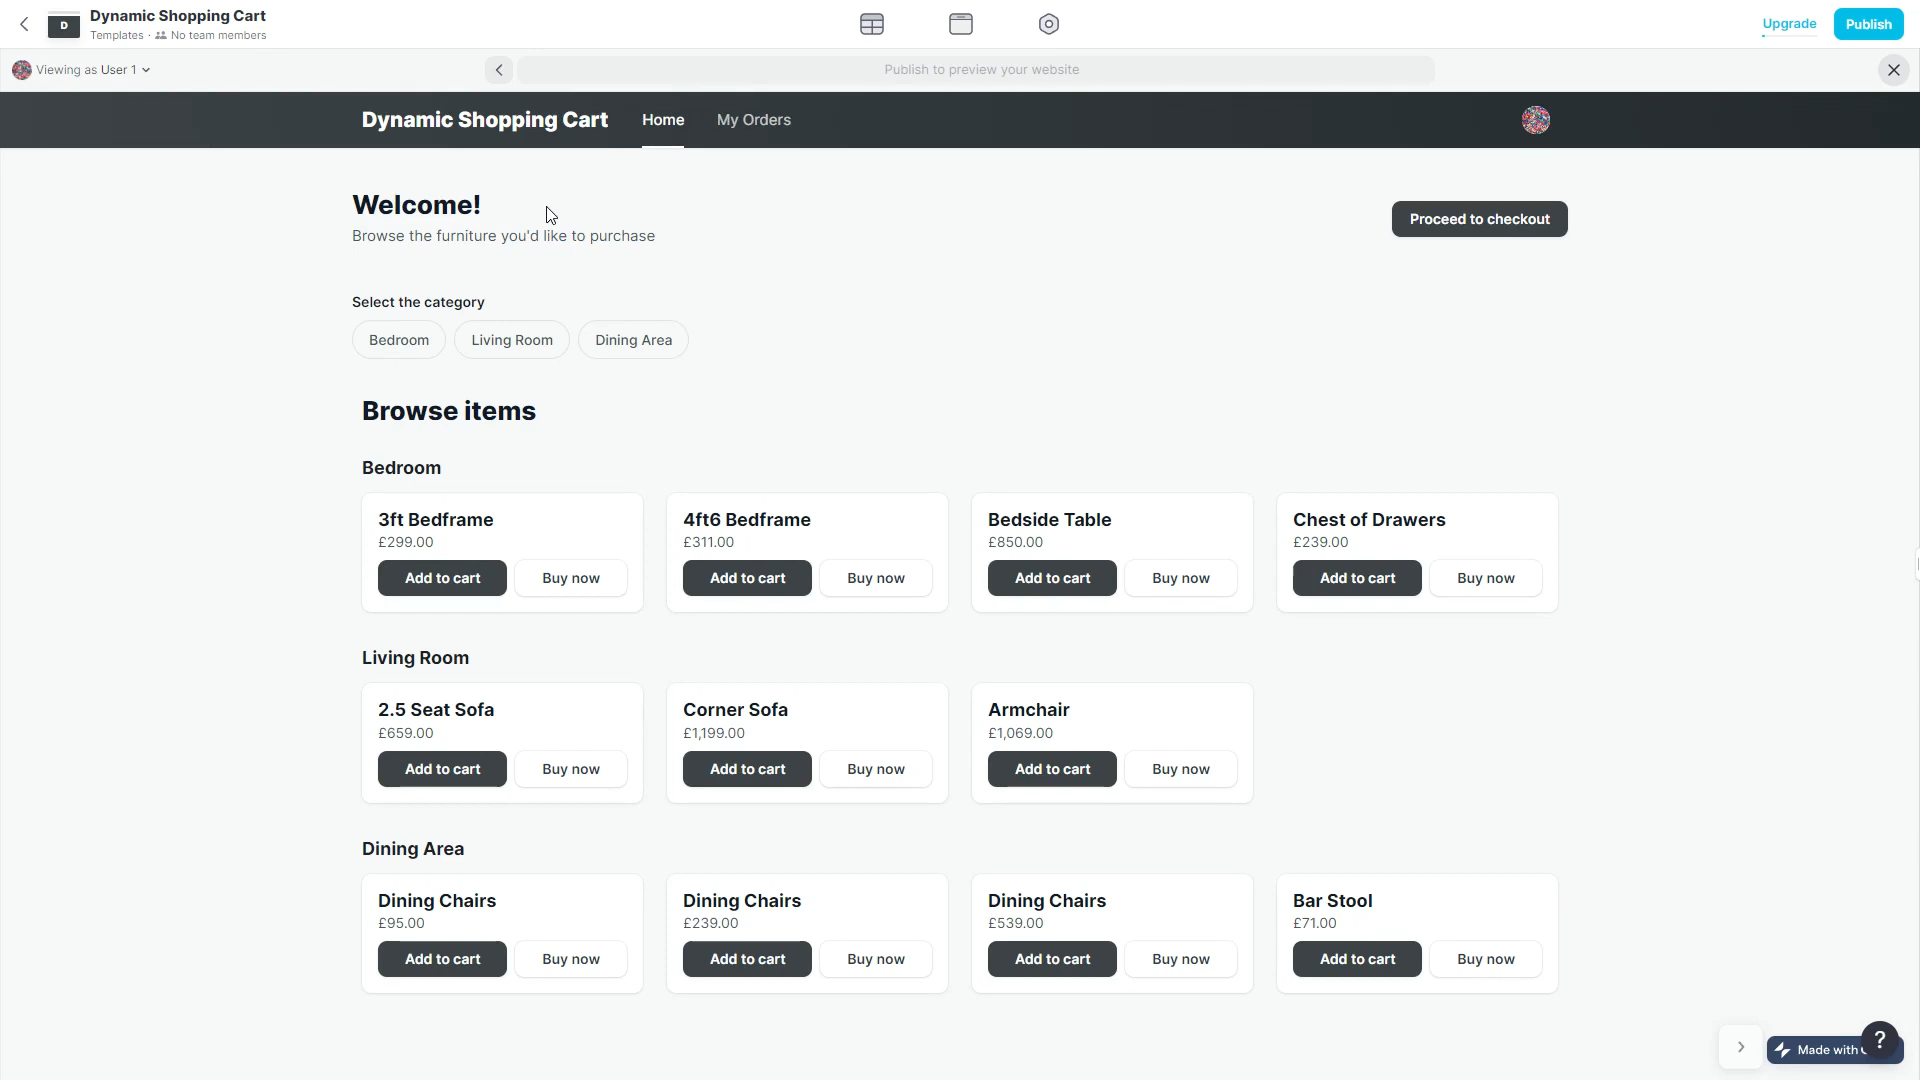 D
Dynamic Shopping Cart
Templates · No team members
Upgrade
Publish
Viewing as User 1
Publish to preview your website
Dynamic Shopping Cart
Home
My Orders
Welcome!
Browse the furniture you'd like to purchase
Proceed to checkout
Select the category
Bedroom
Living Room
Dining Area
Browse items
Bedroom
3ft Bedframe
£299.00
Add to cart
Buy now
4ft6 Bedframe
£311.00
Add to cart
Buy now
Bedside Table
£850.00
Add to cart
Buy now
Chest of Drawers
£239.00
Add to cart
Buy now
Living Room
2.5 Seat Sofa
£659.00
Add to cart
Buy now
Corner Sofa
£1,199.00
Add to cart
Buy now
Armchair
£1,069.00
Add to cart
Buy now
Dining Area
Dining Chairs
£95.00
Add to cart
Buy now
Dining Chairs
£239.00
Add to cart
Buy now
Dining Chairs
£539.00
Add to cart
Buy now
Bar Stool
£71.00
Add to cart
Buy now
Made with
?